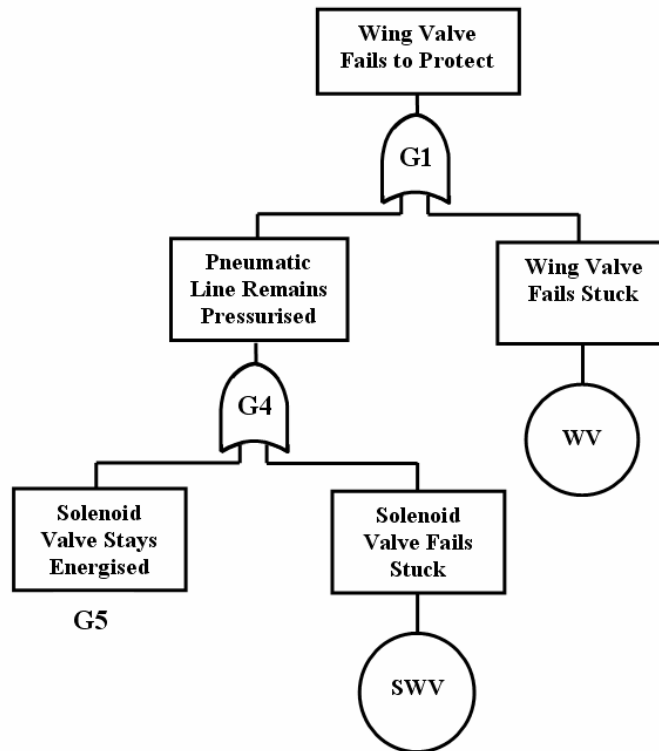 Wing Valve
Fails to Protect
G1
Pneumatic
Line Remains
Pressurised
Wing Valve
Fails Stuck
G4
WV
Solenoid
Valve Stays
Energised
Solenoid
Valve Fails
Stuck
G5
SWV